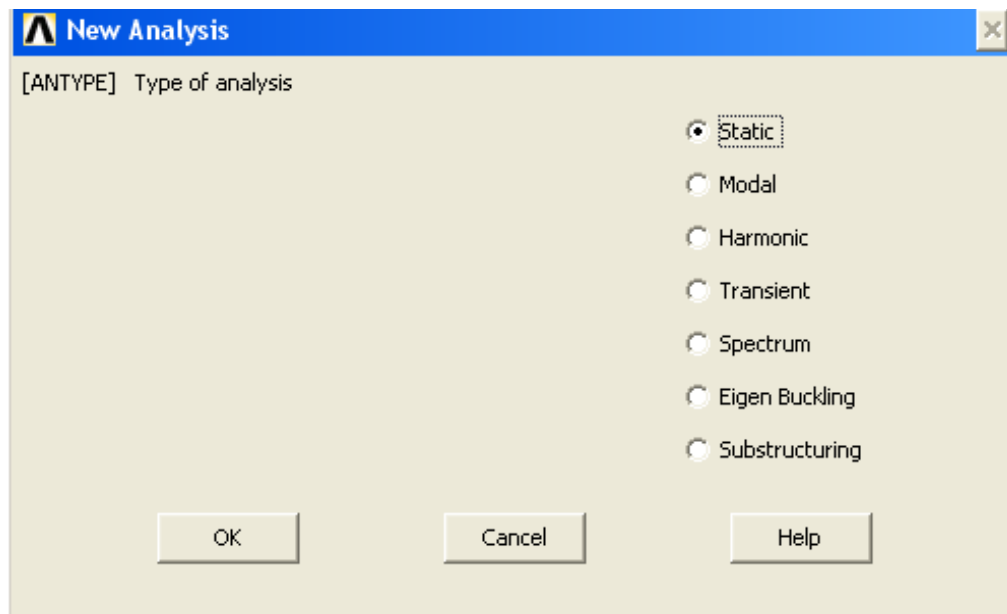 New Analysis
[ANTYPE] Type of analysis
Static
Modal
Harmonic
Transient
Spectrum
Eigen Buckling
Substructuring
OK Cancel Help